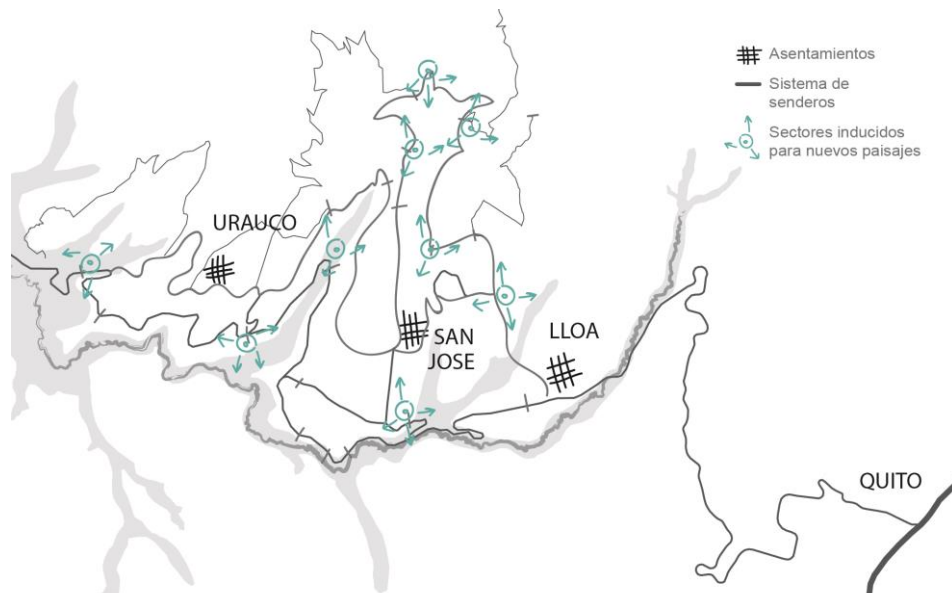 Asentamientos
Sistema de
senderos
Sectores inducidos
para nuevos paisajes
URAUCO
SAN
JOSE
LLOA
QUITO